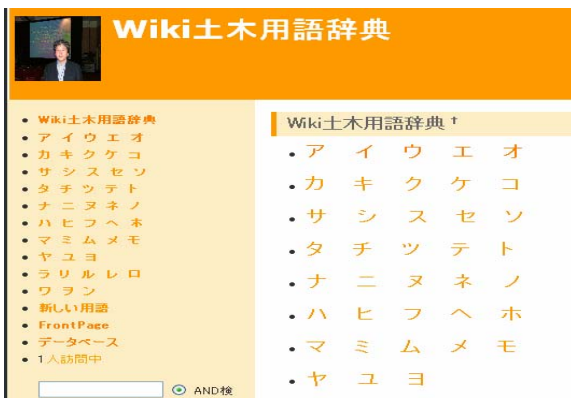 Wiki土木用語辞典
Wiki土木用語辞典
ア イ ウ エ オ
カ キ ク ケ コ
サ シ ス セ ソ
タ チ ツ テ ト
ナ ニ ヌ ネ ノ
ハ ヒ フ ヘ ホ
マ ミ ム メ モ
ヤ ユ ヨ
ラ リ ル レ ロ
ワ ヲ ン
新しい用語
FrontPage
データベース
1人訪問中
AND検
Wiki土木用語辞典 †
ア イ ウ エ オ
カ キ ク ケ コ
サ シ ス セ ソ
タ チ ツ テ ト
ナ ニ ヌ ネ ノ
ハ ヒ フ ヘ ホ
マ ミ ム メ モ
ヤ ユ ヨ